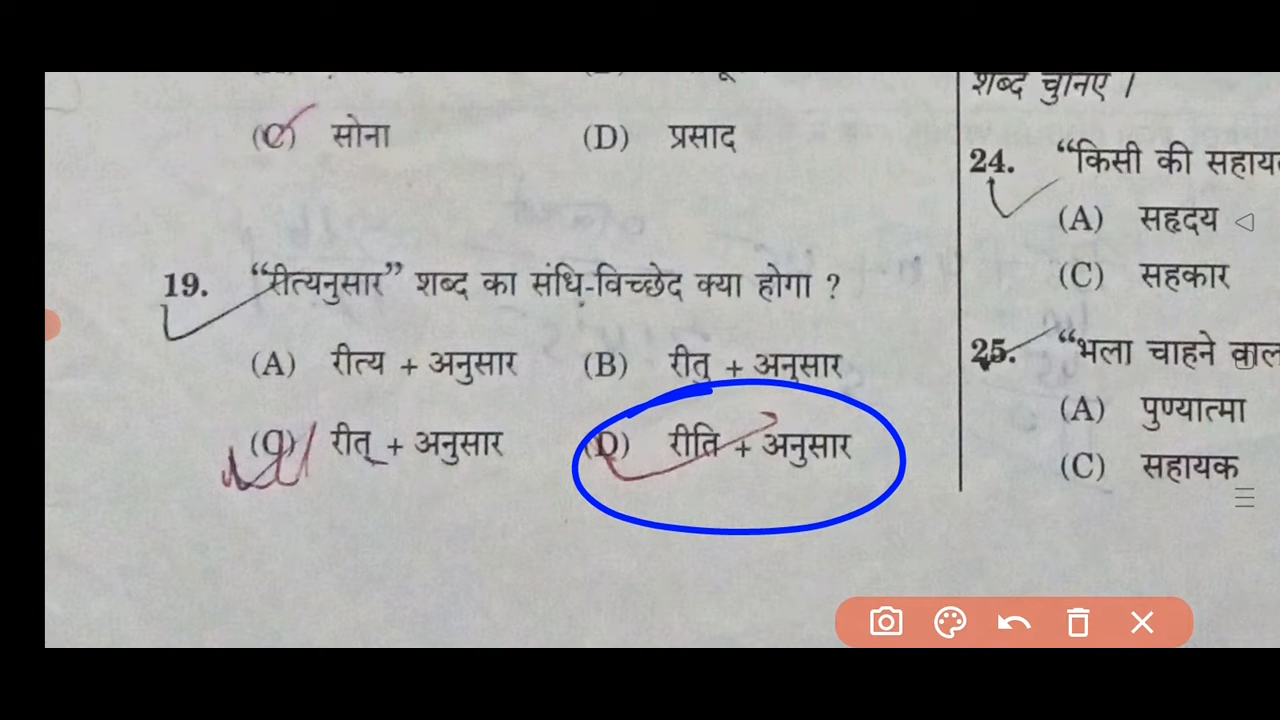 (C) सोना (D) प्रसाद
19. “रीत्यनुसार” शब्द का संधि-विच्छेद क्या होगा ?
(A) रीत्य + अनुसार (B) रीतु + अनुसार
(C) रीत् + अनुसार (D) रीति + अनुसार
शब्द चुनिए ।
24. “किसी की सहाय
(A) सहृदय
(C) सहकार
25. “भला चाहने वाल
(A) पुण्यात्मा
(C) सहायक